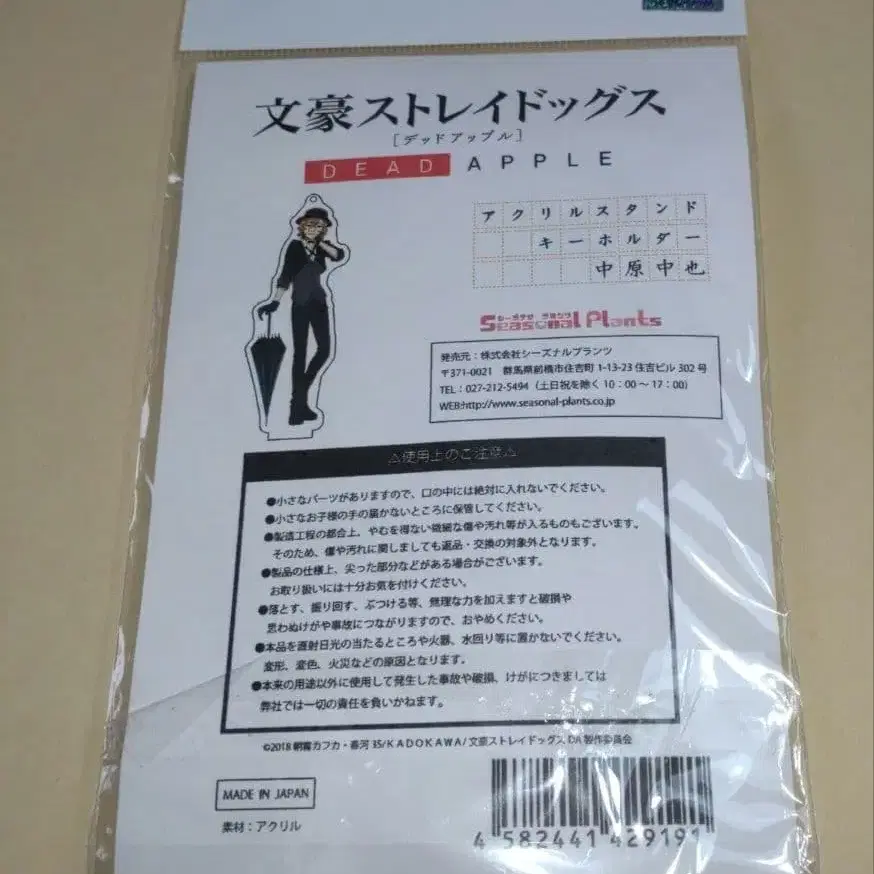 文豪ストレイドッグス
[デッドアップル]
DEAD APPLE
アクリルスタンド
キーホルダー
中原中也
シーズナル プランツ
Seasonal Plants
発売元：株式会社シーズナルプランツ
〒371-0021 群馬県前橋市住吉町 1-13-23 住吉ビル 302 号
TEL：027-212-5494（土日祝を除く 10：00～17：00）
WEB:http://www.seasonal-plants.co.jp
⚠使用上のご注意⚠
●小さなパーツがありますので、口の中には絶対に入れないでください。
●小さなお子様の手の届かないところに保管してください。
●製造工程の都合上、やむを得ない微細な傷や汚れ等が入るものもございます。
そのため、傷や汚れに関しましても返品・交換の対象外となります。
●製品の仕様上、尖った部分などがある場合がございます。
お取り扱いには十分お気を付けください。
●落とす、振り回す、ぶつける等、無理な力を加えますと破損や
思わぬけがや事故につながりますので、おやめください。
●本品を直射日光の当たるところや火器、水回り等に置かないでください。
変形、変色、火災などの原因となります。
●本来の用途以外に使用して発生した事故や破損、けがにつきましては
弊社では一切の責任を負いかねます。
©2018 朝霧カフカ・春河 35/KADOKAWA/文豪ストレイドッグス DA 製作委員会
MADE IN JAPAN
素材：アクリル
4 582441 429191